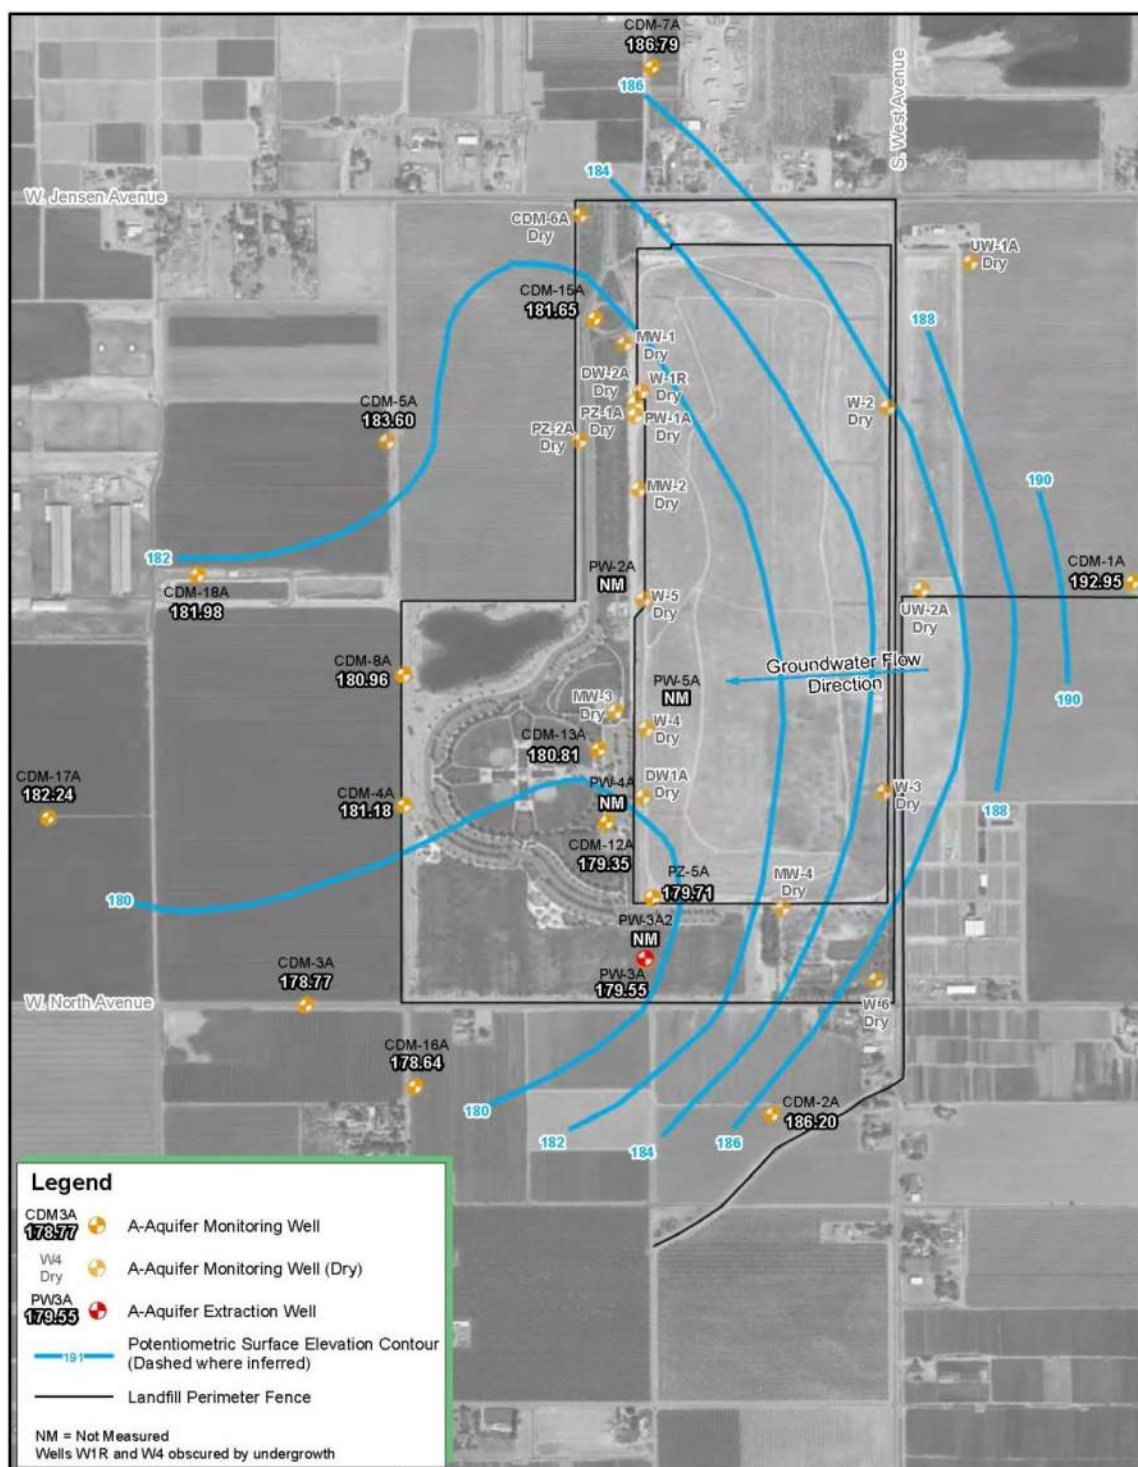 CDM-7A
186.79
186
S. West Avenue
184
W. Jensen Avenue
CDM-6A
Dry
UW-1A
Dry
CDM-15A
181.65
188
MW-1
Dry
DW-2A
Dry
W-1R
Dry
CDM-5A
183.60
PZ-1A
Dry
PW-1A
Dry
W-2
Dry
PZ-2A
Dry
MW-2
Dry
190
182
PW-2A
NM
CDM-1A
192.95
CDM-18A
181.98
W-5
Dry
UW-2A
Dry
CDM-8A
180.96
Groundwater Flow
Direction
PW-5A
NM
190
MW-3
Dry
W-4
Dry
CDM-13A
180.81
CDM-17A
182.24
CDM-4A
181.18
PW-4A
NM
DW1A
Dry
W-3
Dry
188
CDM-12A
179.35
PZ-5A
179.71
MW-4
Dry
180
PW-3A2
NM
PW-3A
179.55
CDM-3A
178.77
W. North Avenue
W-6
Dry
CDM-16A
178.64
180
CDM-2A
186.20
182
184
186
Legend
CDM3A
178.77
A-Aquifer Monitoring Well
W4
Dry
A-Aquifer Monitoring Well (Dry)
PW3A
179.55
A-Aquifer Extraction Well
191
Potentiometric Surface Elevation Contour
(Dashed where inferred)
Landfill Perimeter Fence
NM = Not Measured
Wells W1R and W4 obscured by undergrowth